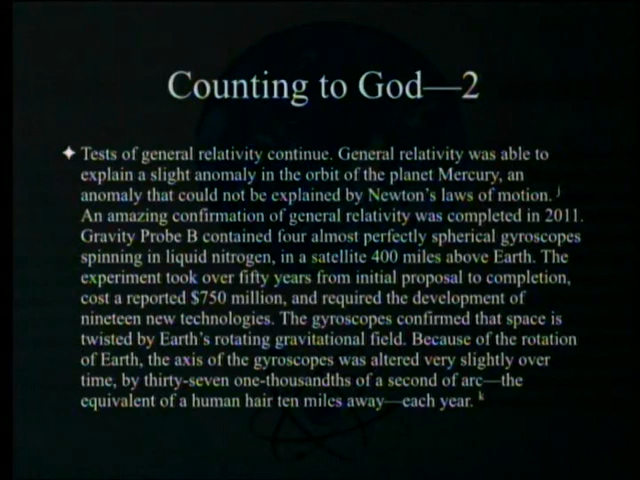 Counting to God—2
✦ Tests of general relativity continue. General relativity was able to
explain a slight anomaly in the orbit of the planet Mercury, an
anomaly that could not be explained by Newton's laws of motion. j
An amazing confirmation of general relativity was completed in 2011.
Gravity Probe B contained four almost perfectly spherical gyroscopes
spinning in liquid nitrogen, in a satellite 400 miles above Earth. The
experiment took over fifty years from initial proposal to completion,
cost a reported $750 million, and required the development of
nineteen new technologies. The gyroscopes confirmed that space is
twisted by Earth's rotating gravitational field. Because of the rotation
of Earth, the axis of the gyroscopes was altered very slightly over
time, by thirty-seven one-thousandths of a second of arc—the
equivalent of a human hair ten miles away—each year. k